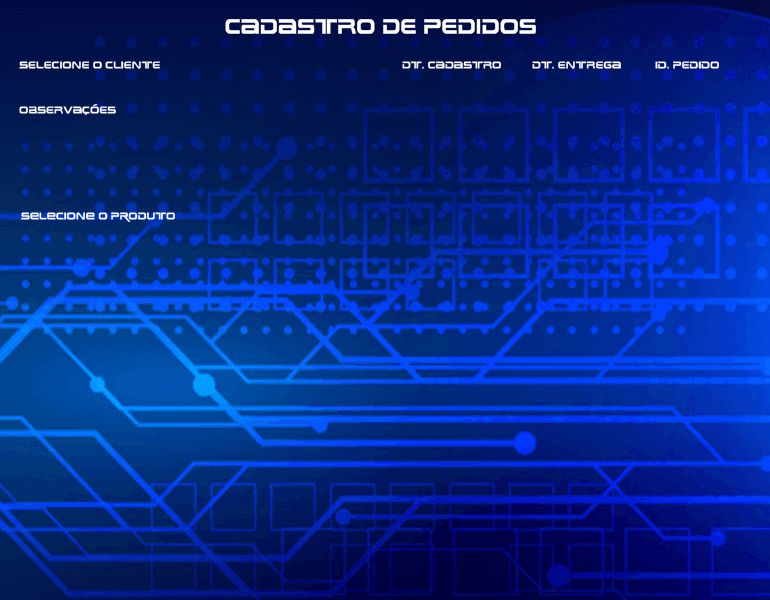 CADASTRO DE PEDIDOS
SELECIONE O CLIENTE DT. CADASTRO DT. ENTREGA ID. PEDIDO
OBSERVAÇÕES
SELECIONE O PRODUTO